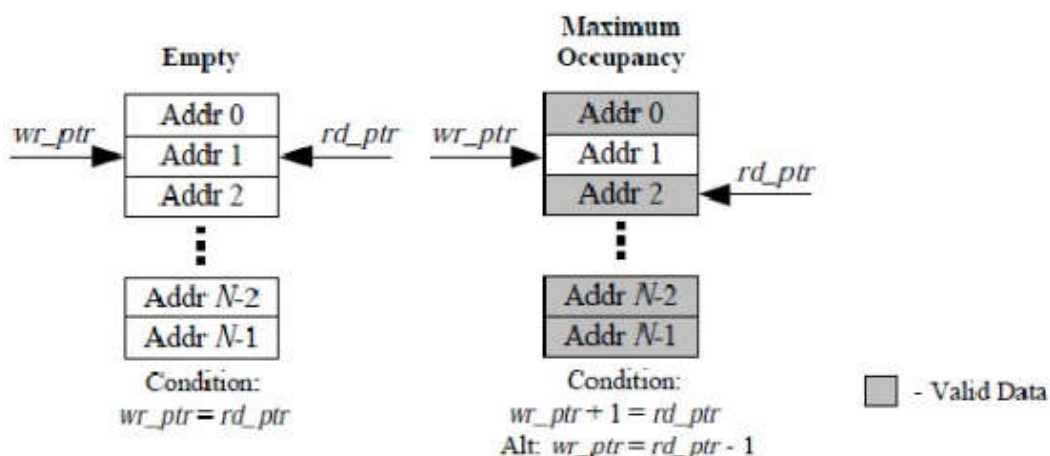 Empty
wr_ptr
rd_ptr
Addr 0
Addr 1
Addr 2
Addr N-2
Addr N-1
Condition:
wr_ptr = rd_ptr
Maximum
Occupancy
wr_ptr
rd_ptr
Addr 0
Addr 1
Addr 2
Addr N-2
Addr N-1
Condition:
wr_ptr + 1 = rd_ptr
Alt: wr_ptr = rd_ptr - 1
- Valid Data